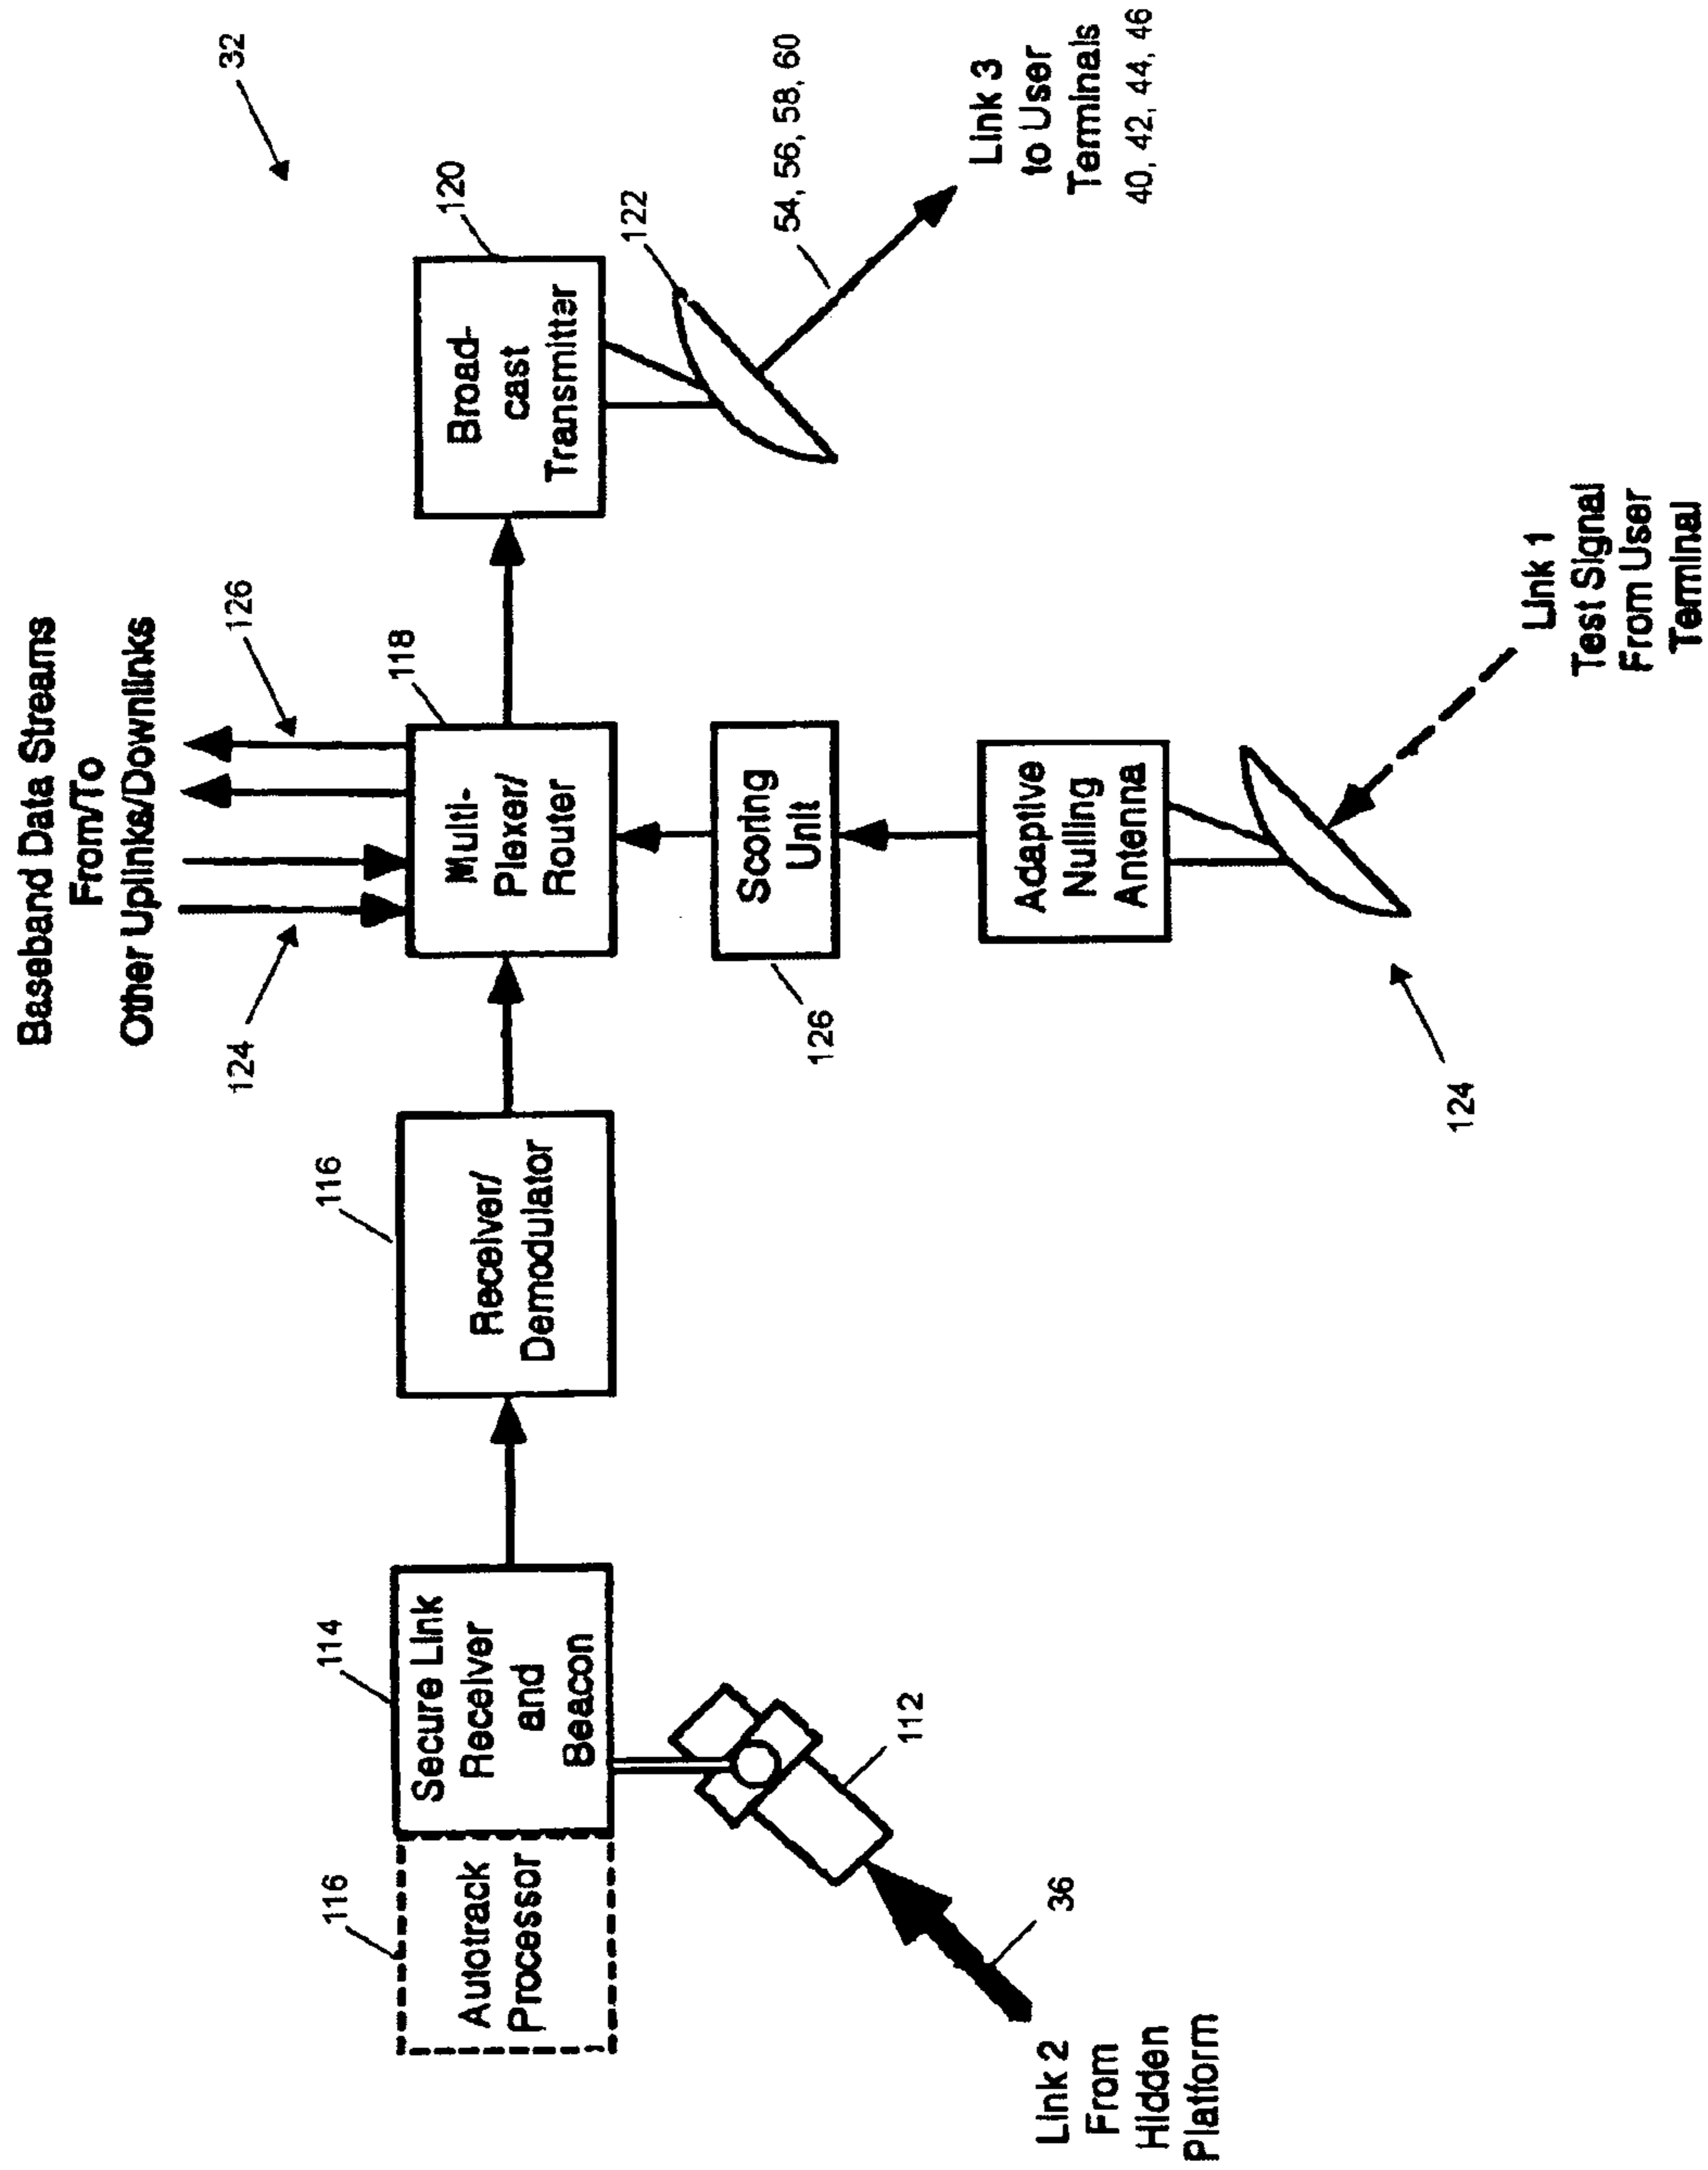 Baseband Data Streams
From/To
Other Uplinks/Downlinks
32
124
126
116
Autotrack
Processor
114
Secure Link
Receiver
and
Beacon
116
Receiver/
Demodulator
118
Multi-
Plexer/
Router
120
Broad-
cast
Transmitter
122
54, 56, 58, 60
Link 3
to User
Terminals
40, 42, 44, 46
112
36
Link 2
From
Hidden
Platform
126
Scoring
Unit
Adaptive
Nulling
Antenna
124
Link 1
Test Signal
From User
Terminal